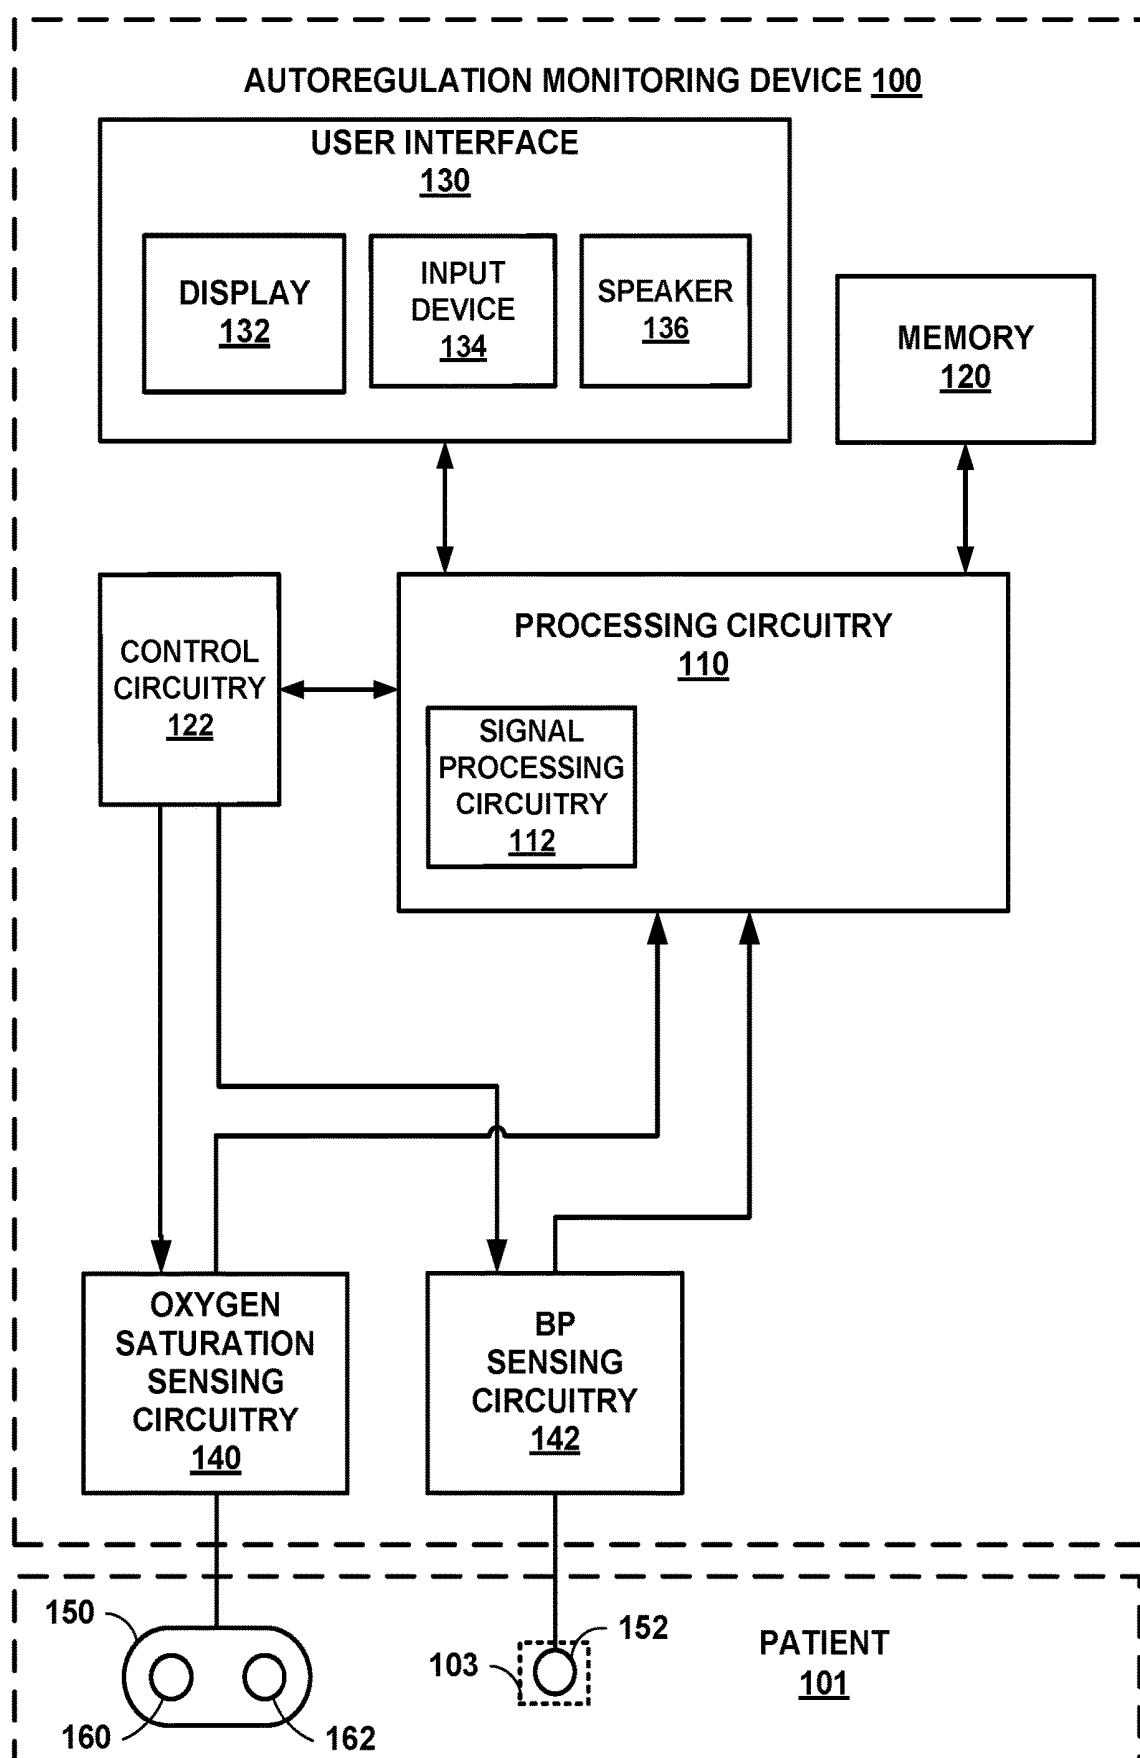 AUTOREGULATION MONITORING DEVICE 100
USER INTERFACE
130
DISPLAY
132
INPUT
DEVICE
134
SPEAKER
136
MEMORY
120
CONTROL
CIRCUITRY
122
PROCESSING CIRCUITRY
110
SIGNAL
PROCESSING
CIRCUITRY
112
OXYGEN
SATURATION
SENSING
CIRCUITRY
140
BP
SENSING
CIRCUITRY
142
150
160
162
103
152
PATIENT
101